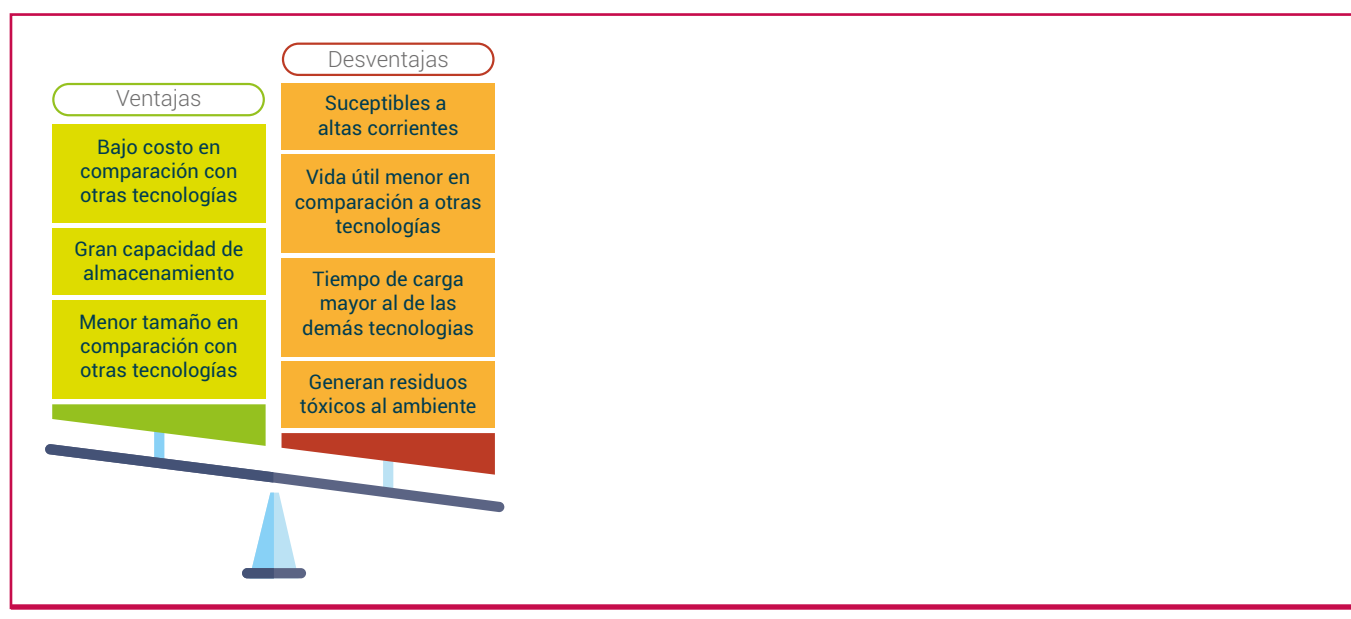 Ventajas
Bajo costo en
comparación con
otras tecnologías
Gran capacidad de
almacenamiento
Menor tamaño en
comparación con
otras tecnologías
Desventajas
Suceptibles a
altas corrientes
Vida útil menor en
comparación a otras
tecnologías
Tiempo de carga
mayor al de las
demás tecnologias
Generan residuos
tóxicos al ambiente